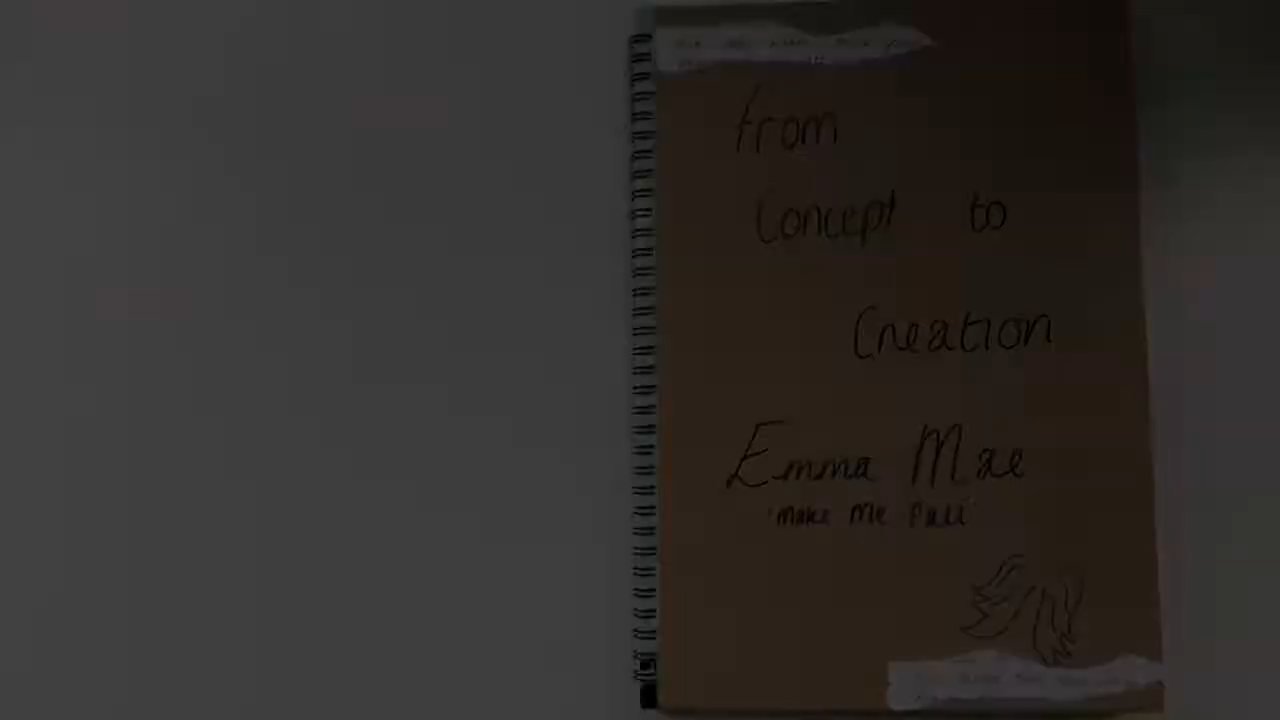 From
Concept to
Creation
Emma Mae
'Make Me Fall'